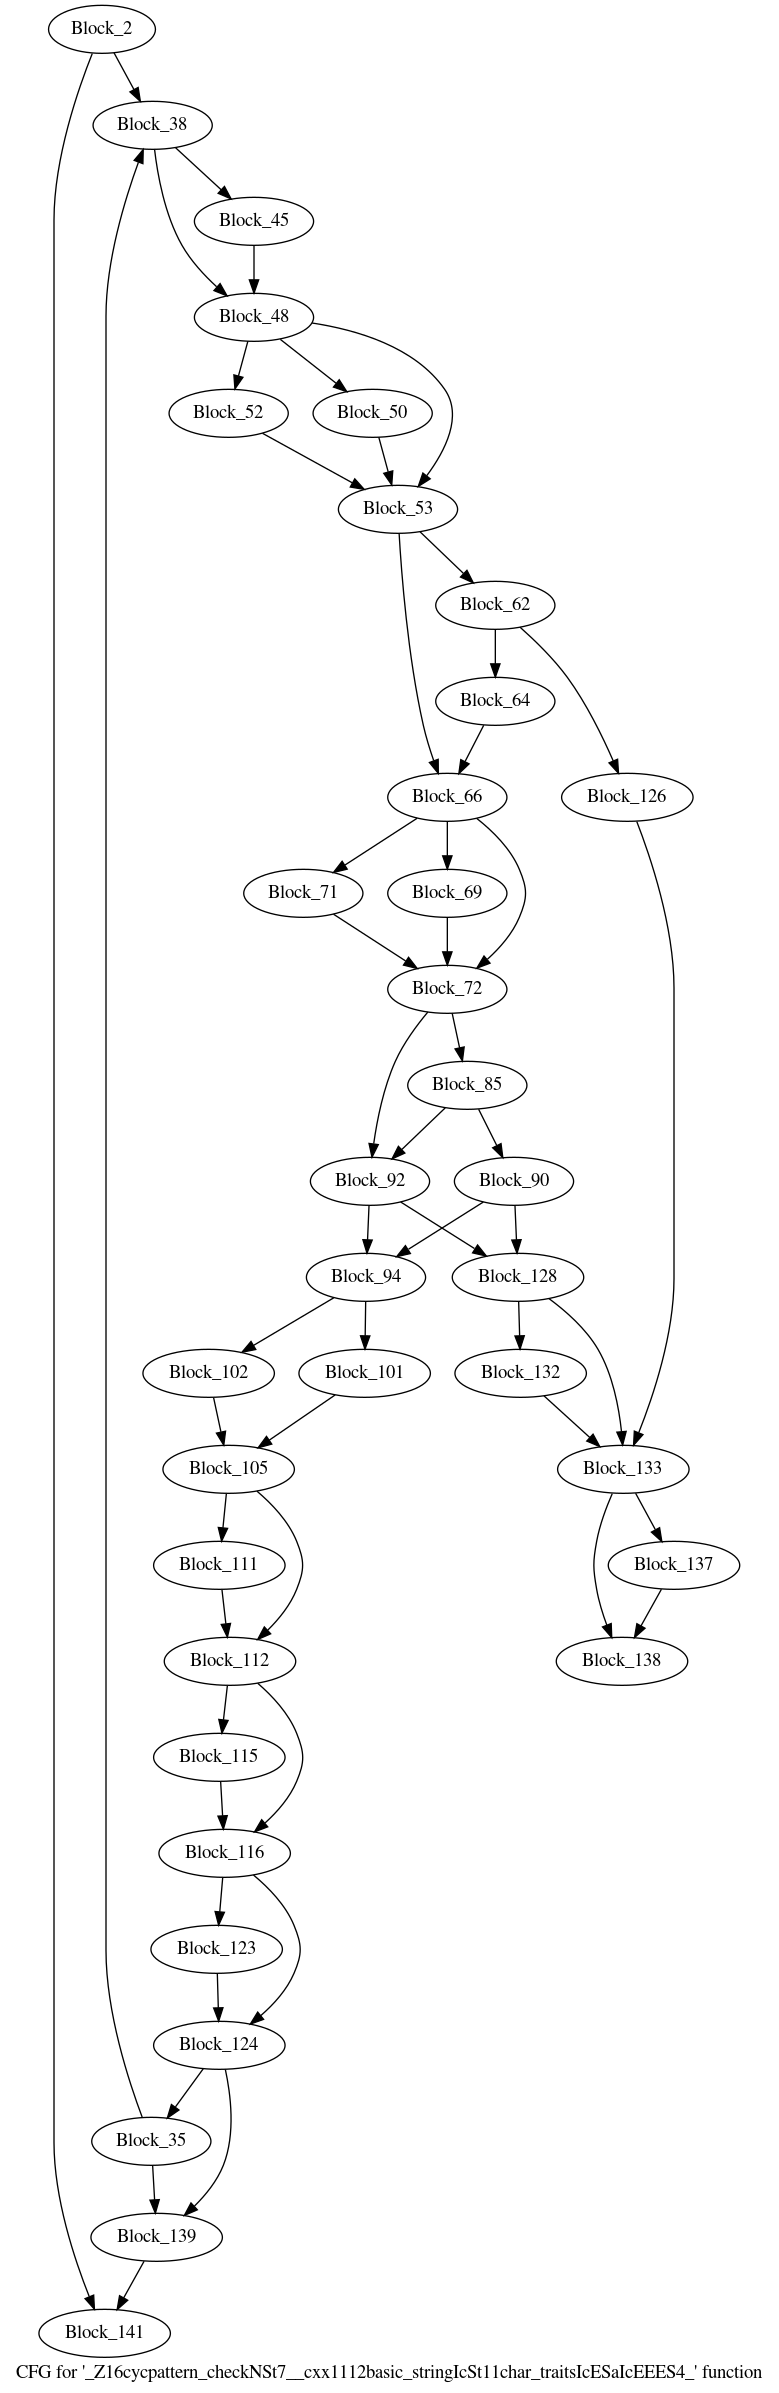 Block_2
Block_38
Block_45
Block_48
Block_52
Block_50
Block_53
Block_62
Block_64
Block_66
Block_126
Block_71
Block_69
Block_72
Block_85
Block_92
Block_90
Block_94
Block_128
Block_102
Block_101
Block_132
Block_105
Block_133
Block_111
Block_137
Block_112
Block_138
Block_115
Block_116
Block_123
Block_124
Block_35
Block_139
Block_141
CFG for '_Z16cycpattern_checkNSt7__cxx1112basic_stringIcSt11char_traitsIcESaIcEEES4_' function